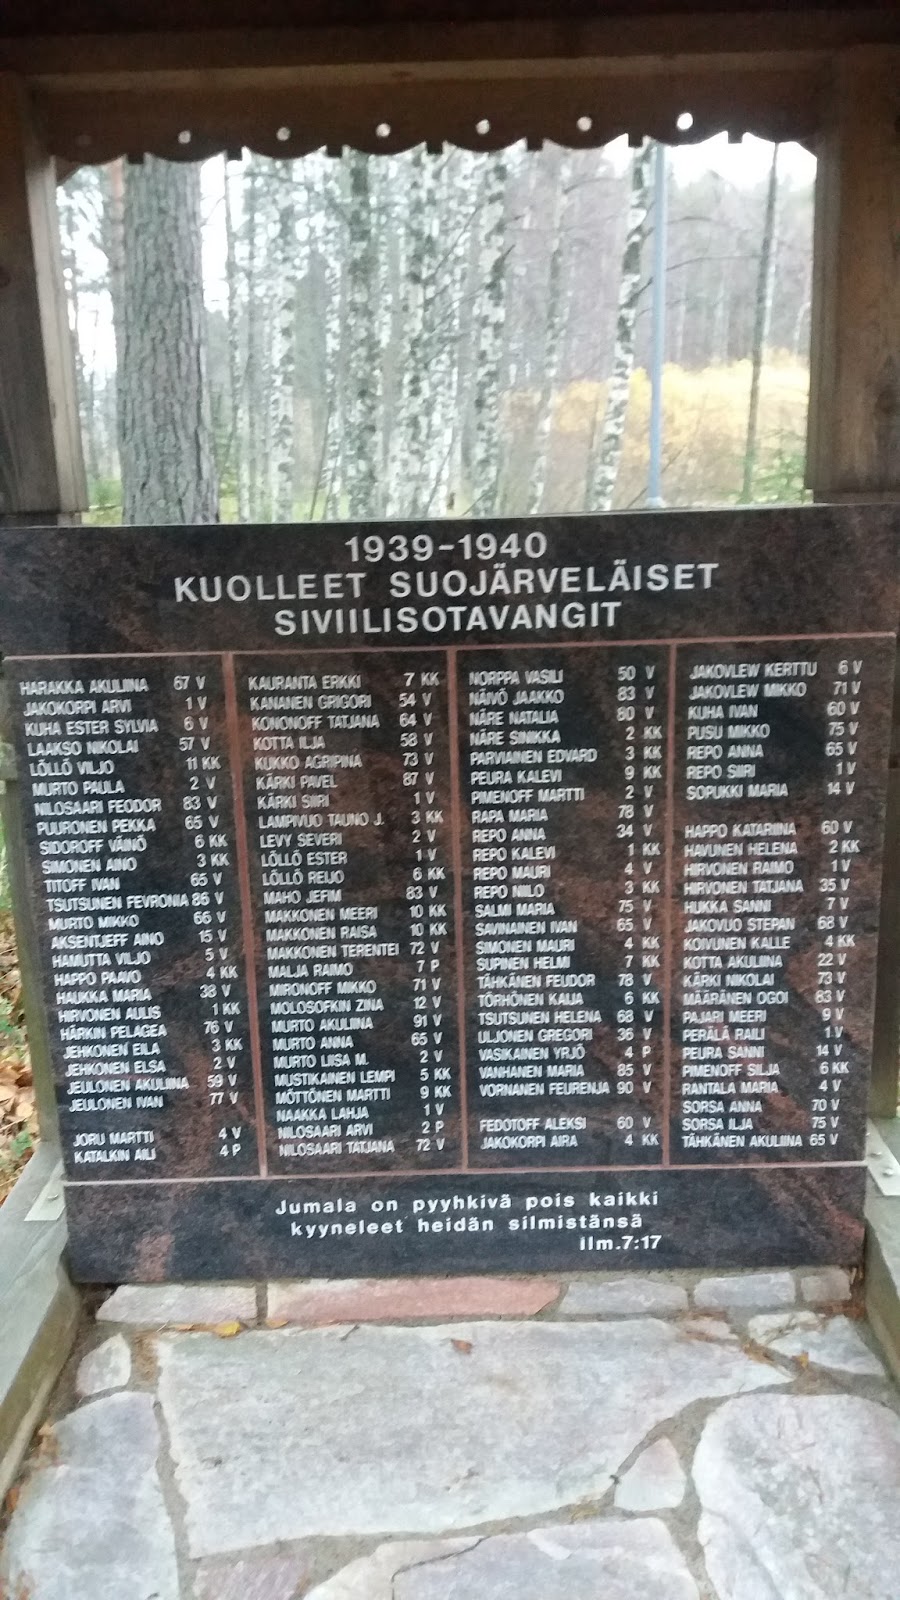 1939-1940
KUOLLEET SUOJÄRVELÄISET
SIVIILISOTAVANGIT
HARAKKA AKULIINA 67 V
JAKOKORPI ARVI 1 V
KUHA ESTER SYLVIA 6 V
LAAKSO NIKOLAI 57 V
LÖLLÖ VILJO 11 KK
MURTO PAULA 2 V
NILOSAARI FEODOR 83 V
PUURONEN PEKKA 65 V
SIDOROFF VÄINÖ 6 KK
SIMONEN AINO 3 KK
TITOFF IVAN 65 V
TSUTSUNEN FEVRONIA 86 V
MURTO MIKKO 66 V
AKSENTJEFF AINO 15 V
HAMUTTA VILJO 5 V
HAPPO PAAVO 4 KK
HAUKKA MARIA 38 V
HIRVONEN AULIS 1 KK
HÄRKIN PELAGEA 76 V
JEHKONEN EILA 3 KK
JEHKONEN ELSA 2 V
JEULONEN AKULIINA 59 V
JEULONEN IVAN 77 V
JORU MARTTI 4 V
KATALKIN AILI 4 P
KAURANTA ERKKI 7 KK
KANANEN GRIGORI 54 V
KONONOFF TATJANA 64 V
KOTTA ILJA 58 V
KUKKO AGRIPINA 73 V
KÄRKI PAVEL 87 V
KÄRKI SIIRI 1 V
LAMPIVUO TAUNO J. 3 KK
LEVY SEVERI 2 V
LÖLLÖ ESTER 1 V
LÖLLÖ REIJO 6 KK
MAHO JEFIM 83 V
MAKKONEN MEERI 10 KK
MAKKONEN RAISA 10 KK
MAKKONEN TERENTEI 72 V
MALJA RAIMO 7 P
MIRONOFF MIKKO 71 V
MOLOSOFKIN ZINA 12 V
MURTO AKULIINA 91 V
MURTO ANNA 65 V
MURTO LIISA M. 2 V
MUSTIKAINEN LEMPI 5 KK
MÖTTÖNEN MARTTI 9 KK
NAAKKA LAHJA 1 V
NILOSAARI ARVI 2 P
NILOSAARI TATJANA 72 V
NORPPA VASILI 50 V
NÄIVÖ JAAKKO 83 V
NÄRE NATALIA 80 V
NÄRE SINIKKA 2 KK
PARVIAINEN EDVARD 3 KK
PEURA KALEVI 9 KK
PIMENOFF MARTTI 2 V
RAPA MARIA 78 V
REPO ANNA 34 V
REPO KALEVI 1 KK
REPO MAURI 4 V
REPO NIILO 3 KK
SALMI MARIA 75 V
SAVINAINEN IVAN 65 V
SIMONEN MAURI 4 KK
SUPINEN HELMI 7 KK
TÄHKÄNEN FEUDOR 78 V
TÖRHÖNEN KAIJA 6 KK
TSUTSUNEN HELENA 68 V
ULJONEN GREGORI 36 V
VASIKAINEN YRJÖ 4 P
VANHANEN MARIA 85 V
VORNANEN FEURENJA 90 V
FEDOTOFF ALEKSI 60 V
JAKOKORPI AIRA 4 KK
JAKOVLEW KERTTU 6 V
JAKOVLEW MIKKO 71 V
KUHA IVAN 60 V
PUSU MIKKO 75 V
REPO ANNA 65 V
REPO SIIRI 1 V
SOPUKKI MARIA 14 V
HAPPO KATARIINA 60 V
HAVUNEN HELENA 2 KK
HIRVONEN RAIMO 1 V
HIRVONEN TATJANA 35 V
HUKKA SANNI 7 V
JAKOVUO STEPAN 68 V
KOIVUNEN KALLE 4 KK
KOTTA AKULIINA 22 V
KÄRKI NIKOLAI 73 V
MÄÄRÄNEN OGOI 83 V
PAJARI MEERI 9 V
PERÄLÄ RAILI 1 V
PEURA SANNI 14 V
PIMENOFF SILJA 6 KK
RANTALA MARIA 4 V
SORSA ANNA 70 V
SORSA ILJA 75 V
TÄHKÄNEN AKULIINA 65 V
Jumala on pyyhkivä pois kaikki
kyyneleet heidän silmistänsä
ilm.7:17